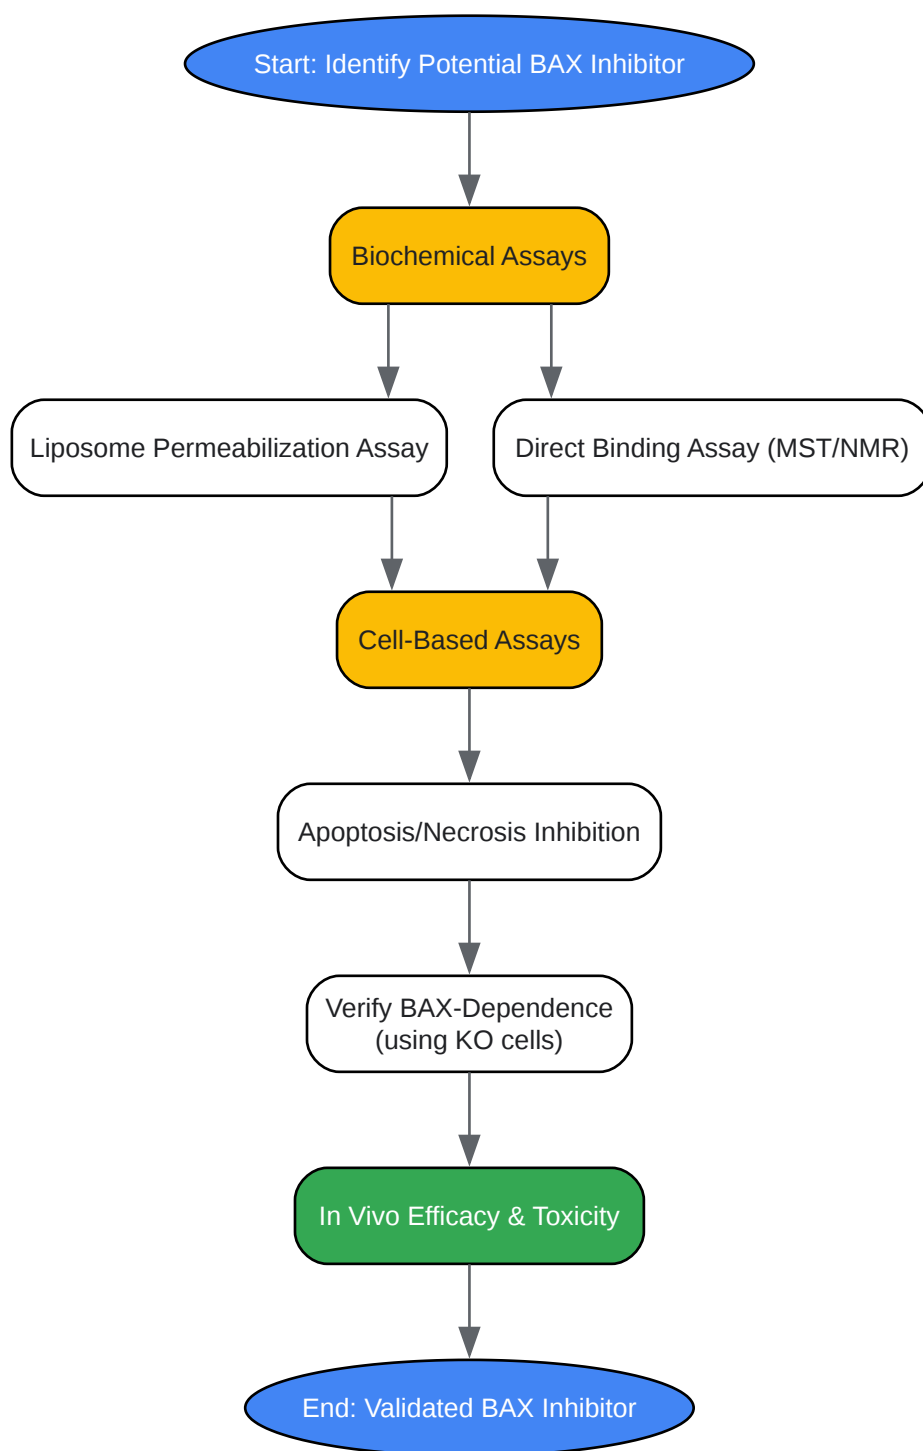 Start: Identify Potential BAX Inhibitor
Biochemical Assays
Liposome Permeabilization Assay
Direct Binding Assay (MST/NMR)
Cell-Based Assays
Apoptosis/Necrosis Inhibition
Verify BAX-Dependence
(using KO cells)
In Vivo Efficacy & Toxicity
End: Validated BAX Inhibitor